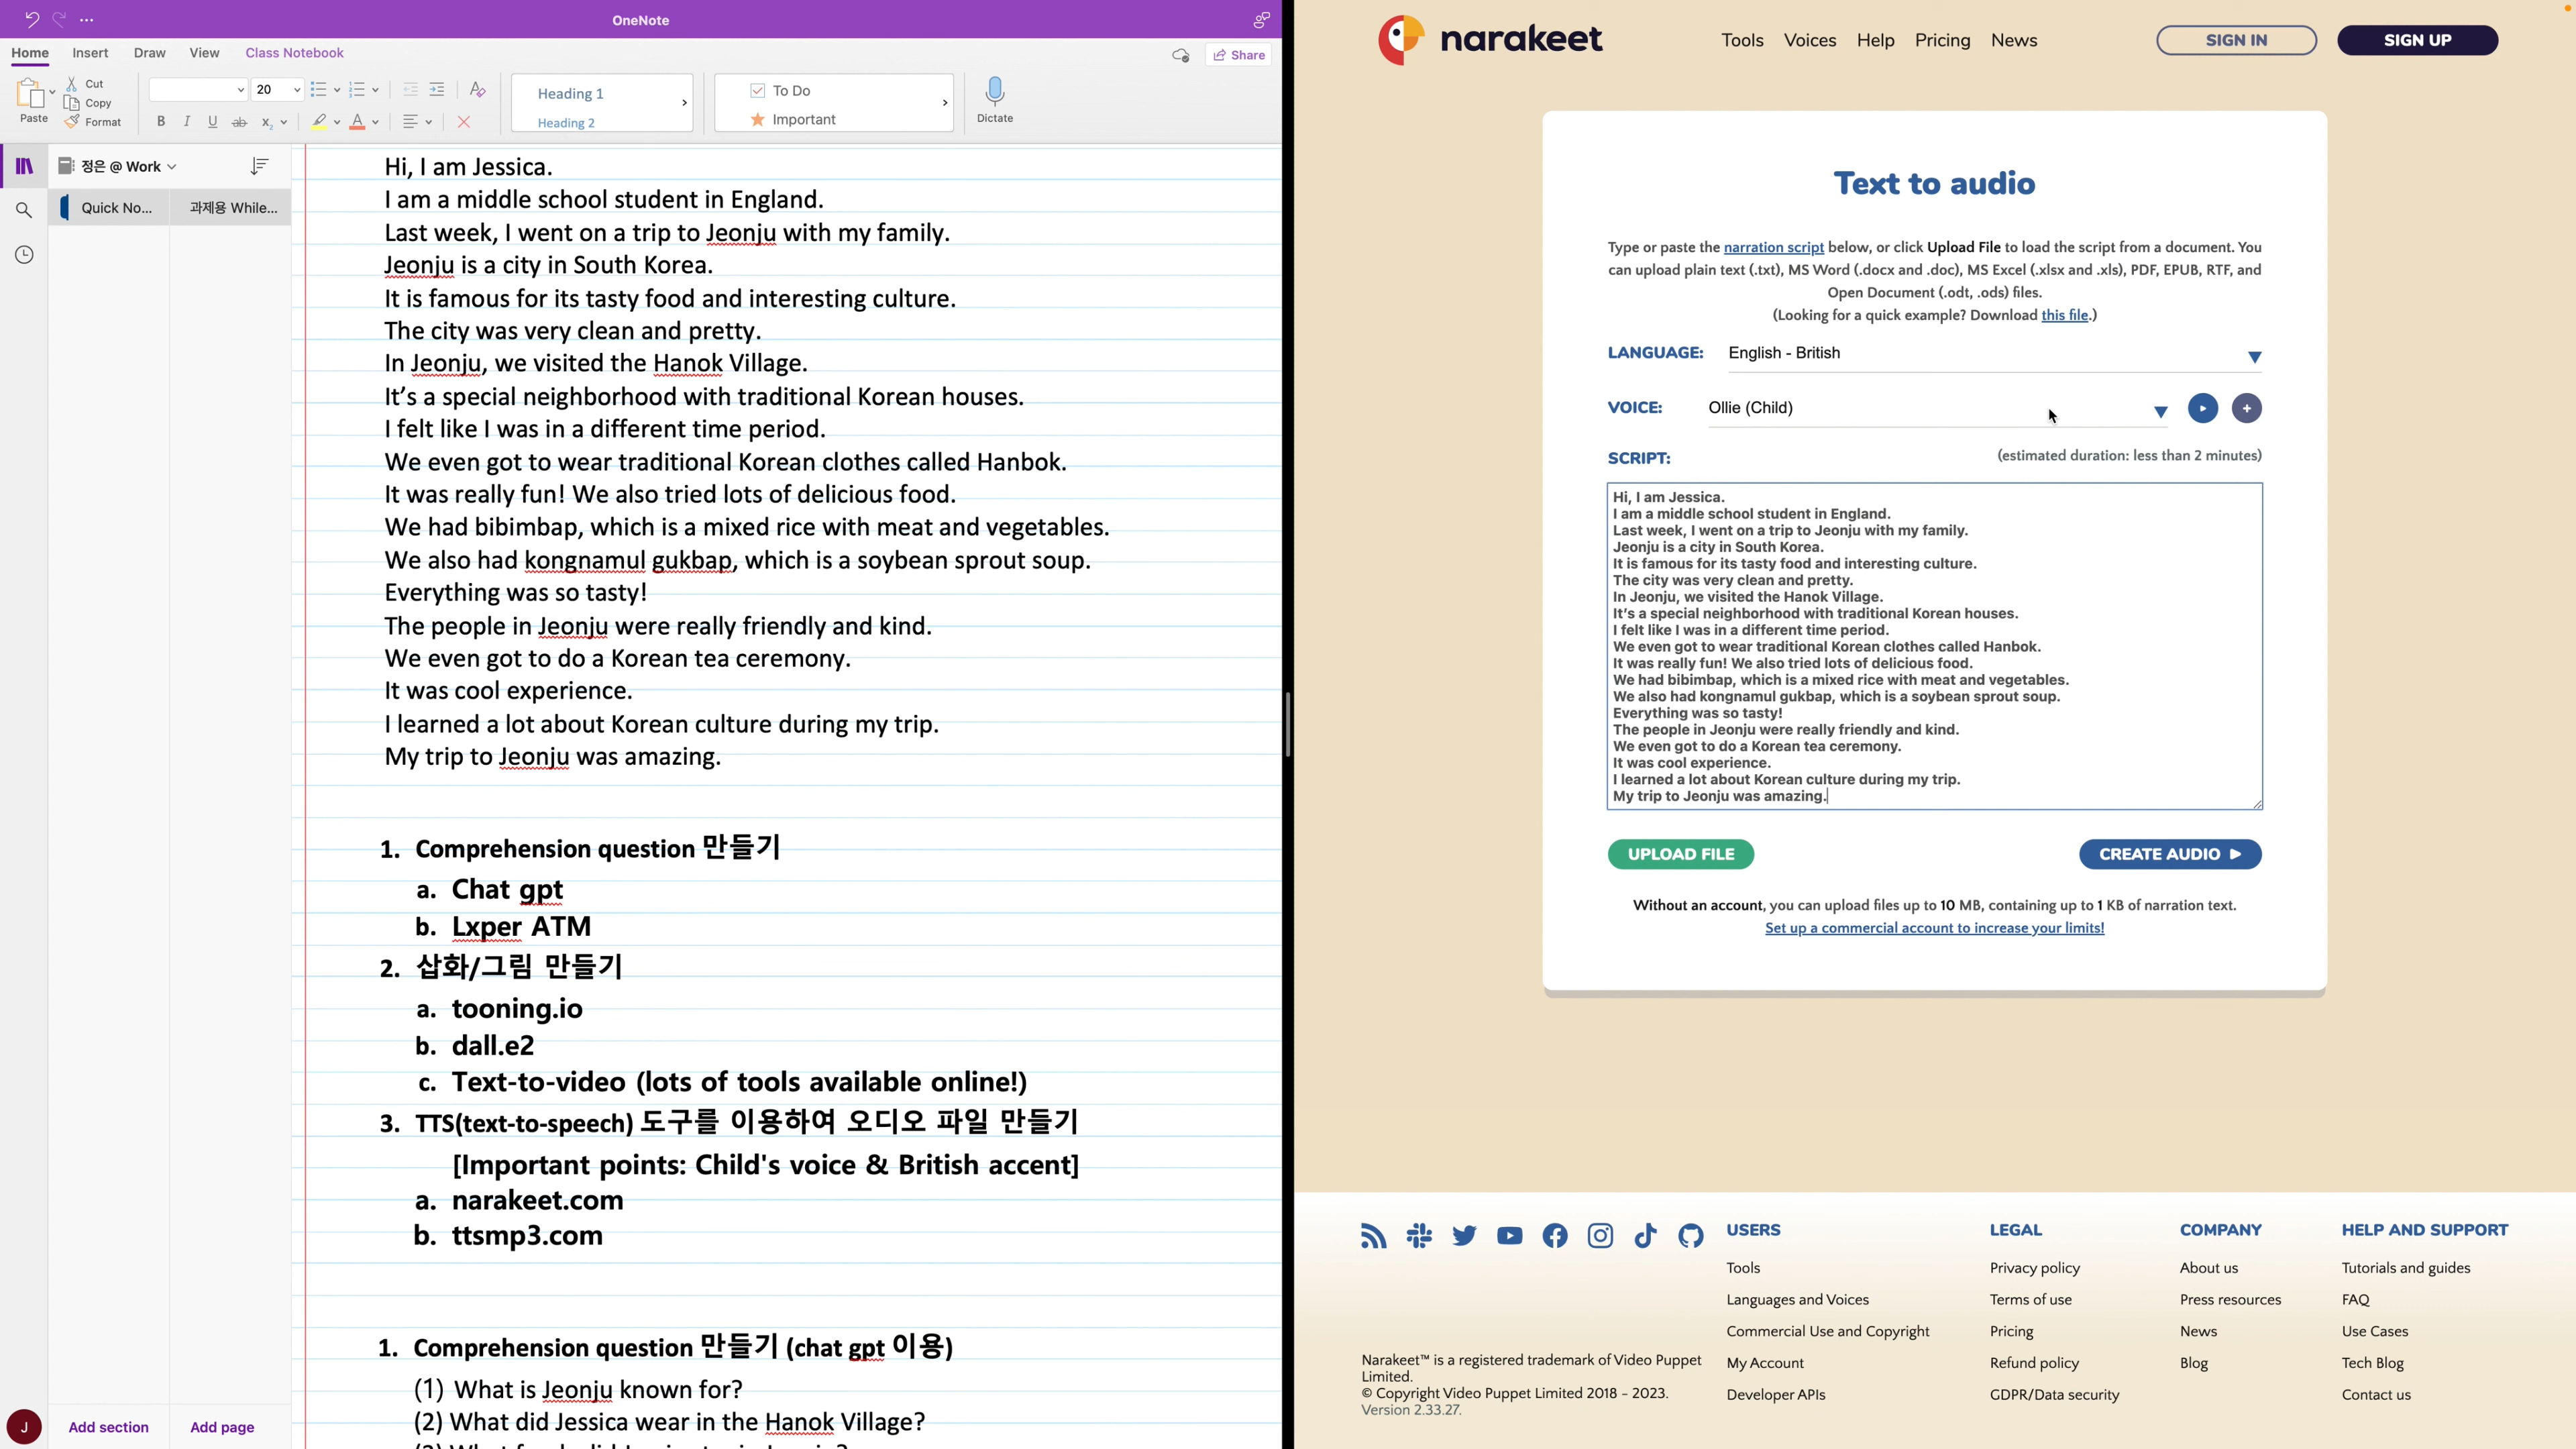 OneNote
Home Insert Draw View Class Notebook
Share
Paste
Cut
Copy
Format
20
B I U ab x₂
A
Heading 1
Heading 2
To Do
Important
Dictate
정은 @ Work
Quick No...
과제용 While...
Hi, I am Jessica.
I am a middle school student in England.
Last week, I went on a trip to Jeonju with my family.
Jeonju is a city in South Korea.
It is famous for its tasty food and interesting culture.
The city was very clean and pretty.
In Jeonju, we visited the Hanok Village.
It’s a special neighborhood with traditional Korean houses.
I felt like I was in a different time period.
We even got to wear traditional Korean clothes called Hanbok.
It was really fun! We also tried lots of delicious food.
We had bibimbap, which is a mixed rice with meat and vegetables.
We also had kongnamul gukbap, which is a soybean sprout soup.
Everything was so tasty!
The people in Jeonju were really friendly and kind.
We even got to do a Korean tea ceremony.
It was cool experience.
I learned a lot about Korean culture during my trip.
My trip to Jeonju was amazing.
1. Comprehension question 만들기
a. Chat gpt
b. Lxper ATM
2. 삽화/그림 만들기
a. tooning.io
b. dall.e2
c. Text-to-video (lots of tools available online!)
3. TTS(text-to-speech) 도구를 이용하여 오디오 파일 만들기
[Important points: Child's voice & British accent]
a. narakeet.com
b. ttsmp3.com
1. Comprehension question 만들기 (chat gpt 이용)
(1) What is Jeonju known for?
(2) What did Jessica wear in the Hanok Village?
J
Add section
Add page
narakeet
Tools Voices Help Pricing News
SIGN IN
SIGN UP
Text to audio
Type or paste the narration script below, or click Upload File to load the script from a document. You
can upload plain text (.txt), MS Word (.docx and .doc), MS Excel (.xlsx and .xls), PDF, EPUB, RTF, and
Open Document (.odt, .ods) files.
(Looking for a quick example? Download this file.)
LANGUAGE: English - British
VOICE: Ollie (Child)
SCRIPT: (estimated duration: less than 2 minutes)
Hi, I am Jessica.
I am a middle school student in England.
Last week, I went on a trip to Jeonju with my family.
Jeonju is a city in South Korea.
It is famous for its tasty food and interesting culture.
The city was very clean and pretty.
In Jeonju, we visited the Hanok Village.
It’s a special neighborhood with traditional Korean houses.
I felt like I was in a different time period.
We even got to wear traditional Korean clothes called Hanbok.
It was really fun! We also tried lots of delicious food.
We had bibimbap, which is a mixed rice with meat and vegetables.
We also had kongnamul gukbap, which is a soybean sprout soup.
Everything was so tasty!
The people in Jeonju were really friendly and kind.
We even got to do a Korean tea ceremony.
It was cool experience.
I learned a lot about Korean culture during my trip.
My trip to Jeonju was amazing.
UPLOAD FILE
CREATE AUDIO
Without an account, you can upload files up to 10 MB, containing up to 1 KB of narration text.
Set up a commercial account to increase your limits!
Narakeet™ is a registered trademark of Video Puppet
Limited.
© Copyright Video Puppet Limited 2018 - 2023.
Version 2.33.27.
USERS
Tools
Languages and Voices
Commercial Use and Copyright
My Account
Developer APIs
LEGAL
Privacy policy
Terms of use
Pricing
Refund policy
GDPR/Data security
COMPANY
About us
Press resources
News
Blog
HELP AND SUPPORT
Tutorials and guides
FAQ
Use Cases
Tech Blog
Contact us